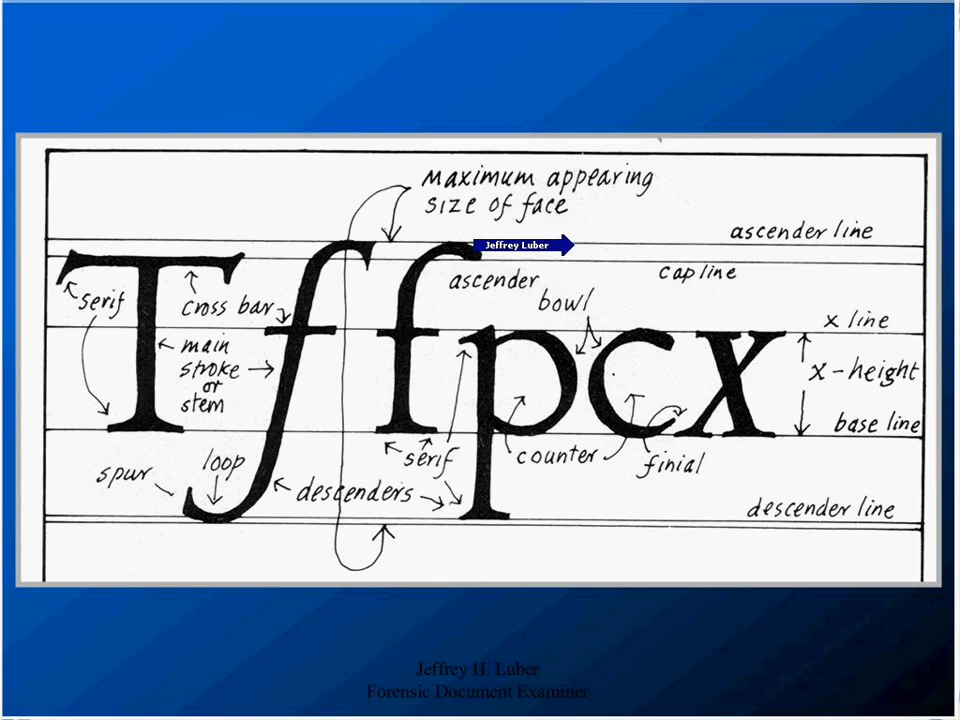 maximum appearing
size of face
Jeffrey Luber
ascender line
cap line
ascender
serif
cross bar
bowl
x line
main
stroke
or
stem
x-height
base line
T f f p c x
spur
loop
serif
counter
finial
descenders
descender line
Jeffrey H. Luber
Forensic Document Examiner